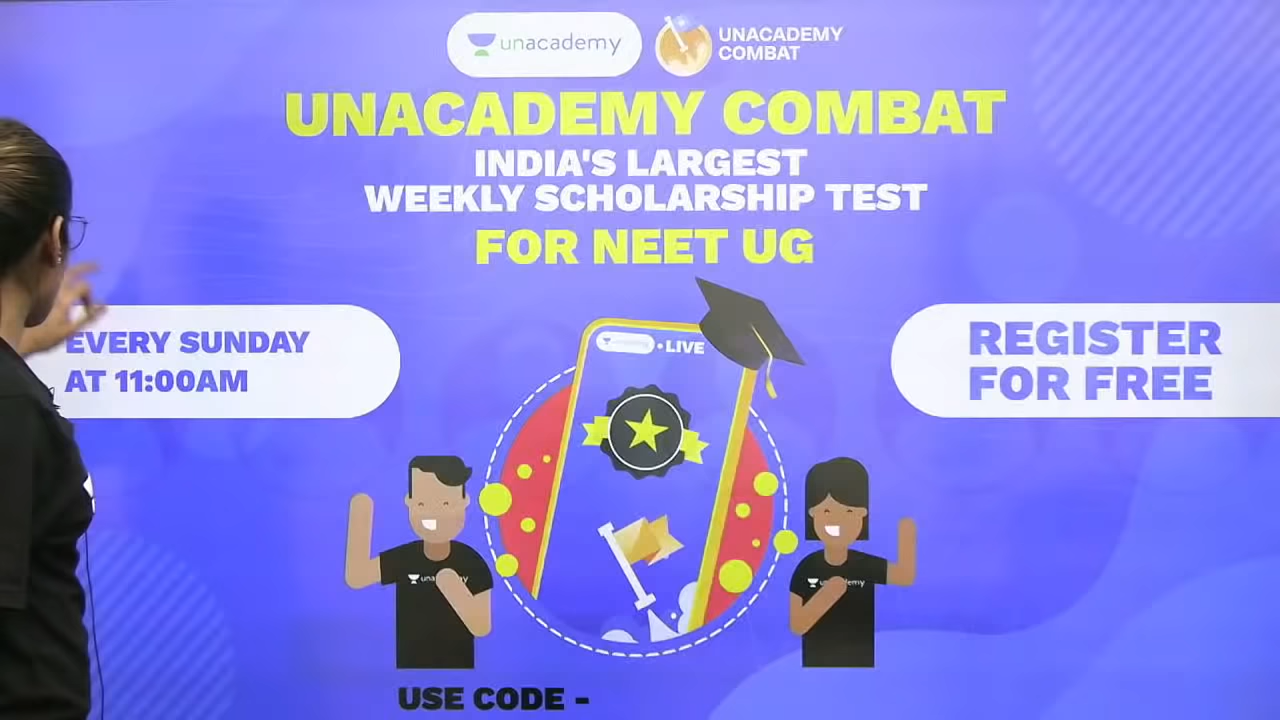 unacademy
UNACADEMY
COMBAT
UNACADEMY COMBAT
INDIA'S LARGEST
WEEKLY SCHOLARSHIP TEST
FOR NEET UG
EVERY SUNDAY
AT 11:00AM
REGISTER
FOR FREE
• LIVE
USE CODE -